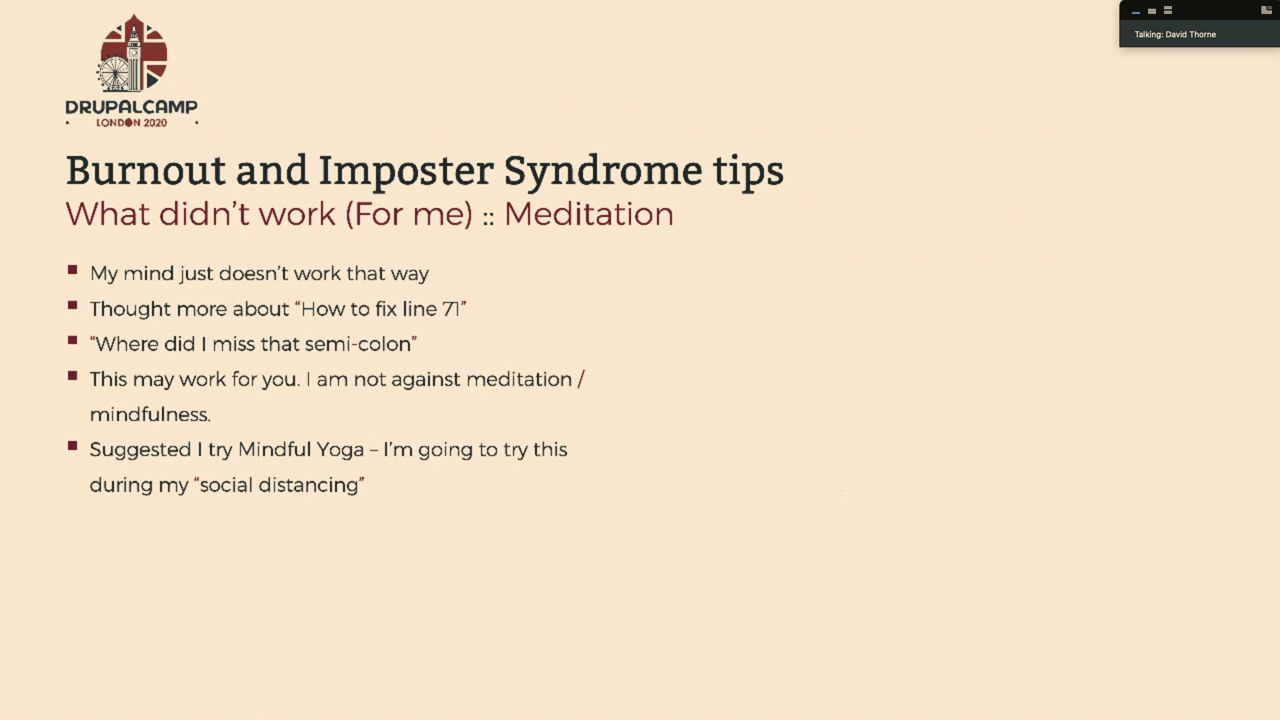 Talking: David Thorne
DRUPALCAMP
LONDON 2020
Burnout and Imposter Syndrome tips
What didn't work (For me) :: Meditation
My mind just doesn't work that way
Thought more about “How to fix line 71”
“Where did I miss that semi-colon”
This may work for you. I am not against meditation /
mindfulness.
Suggested I try Mindful Yoga – I'm going to try this
during my “social distancing”